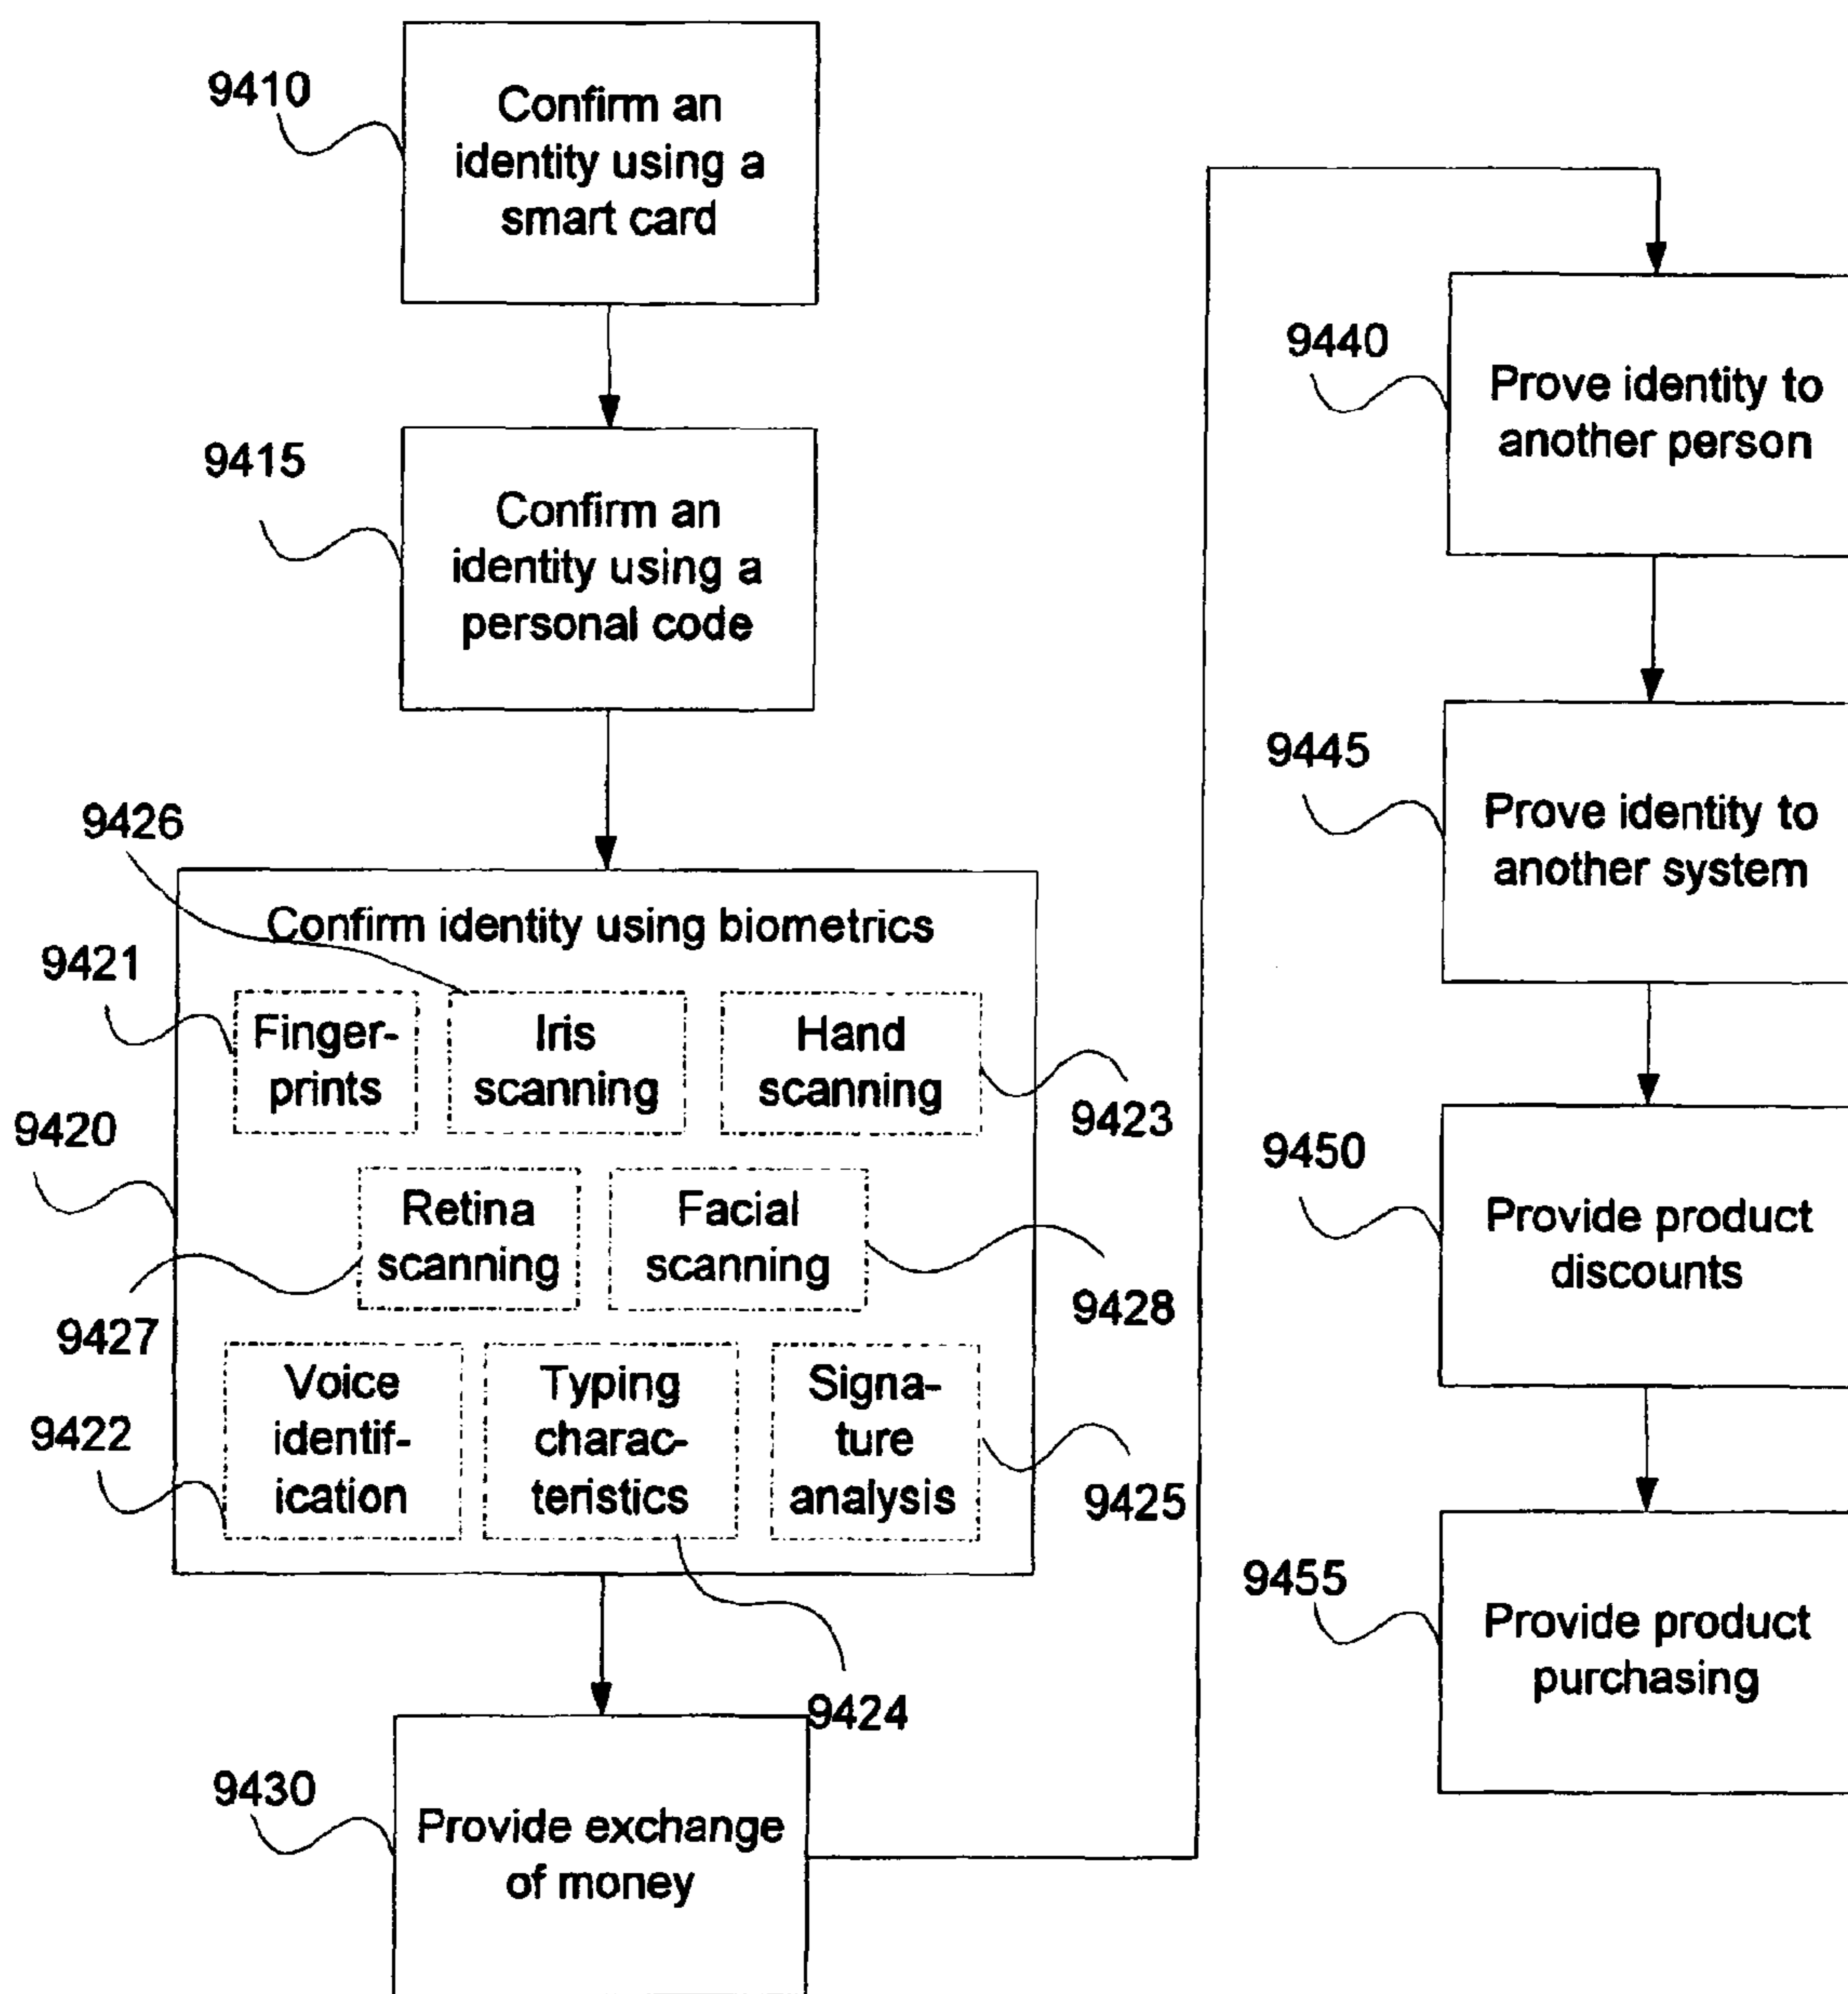 9410
Confirm an
identity using a
smart card
9415
Confirm an
identity using a
personal code
9426
Confirm identity using biometrics
9421
Finger-
prints
Iris
scanning
Hand
scanning
9423
9420
Retina
scanning
Facial
scanning
9427
9428
Voice
identif-
ication
Typing
charac-
teristics
Signa-
ture
analysis
9422
9425
9424
9430
Provide exchange
of money
9440
Prove identity to
another person
9445
Prove identity to
another system
9450
Provide product
discounts
9455
Provide product
purchasing